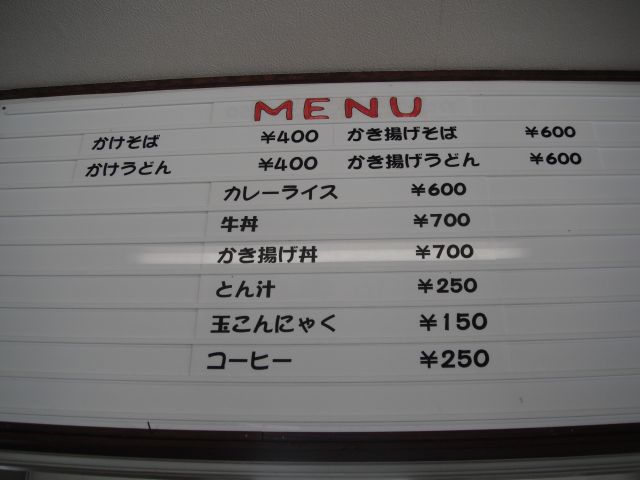 MENU
かけそば ¥400 かき揚げそば ¥600
かけうどん ¥400 かき揚げうどん ¥600
カレーライス ¥600
牛丼 ¥700
かき揚げ丼 ¥700
とん汁 ¥250
玉こんにゃく ¥150
コーヒー ¥250